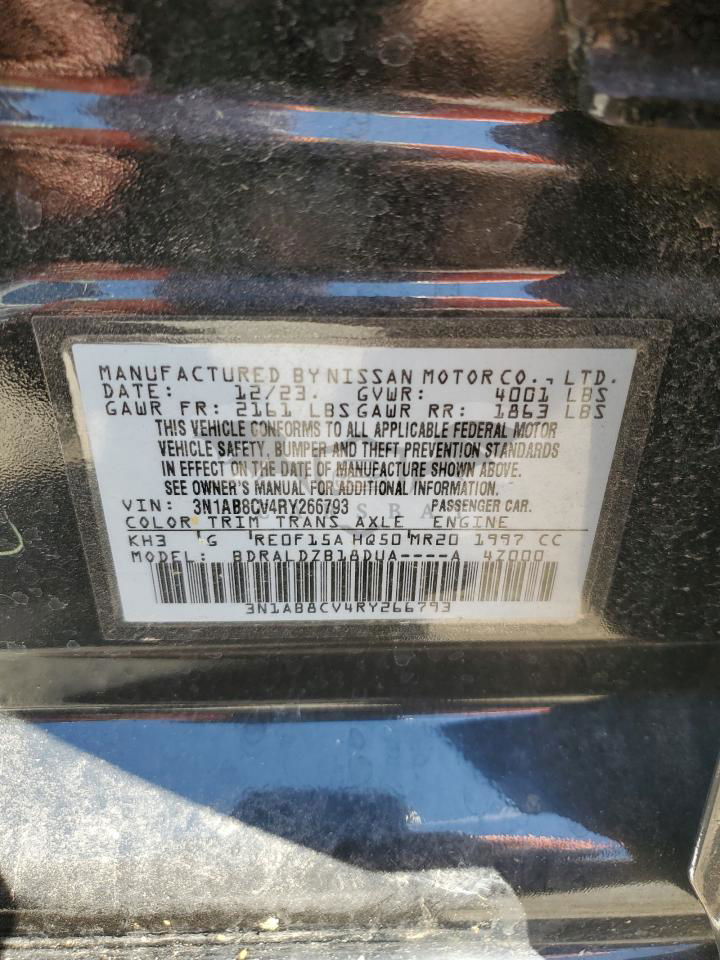 MANUFACTURED BY NISSAN MOTOR CO., LTD.
DATE: 12/23. GVWR: 4001 LBS
GAWR FR: 2161 LBS GAWR RR: 1863 LBS
THIS VEHICLE CONFORMS TO ALL APPLICABLE FEDERAL MOTOR
VEHICLE SAFETY, BUMPER AND THEFT PREVENTION STANDARDS
IN EFFECT ON THE DATE OF MANUFACTURE SHOWN ABOVE.
SEE OWNER'S MANUAL FOR ADDITIONAL INFORMATION.
VIN: 3N1AB8CV4RY266793 PASSENGER CAR.
COLOR TRIM TRANS AXLE ENGINE
KH3 G RE0F15A HQ50 MR20 1997 CC
MODEL: BDRALDZB18DUA----A 4Z000
3N1AB8CV4RY266793